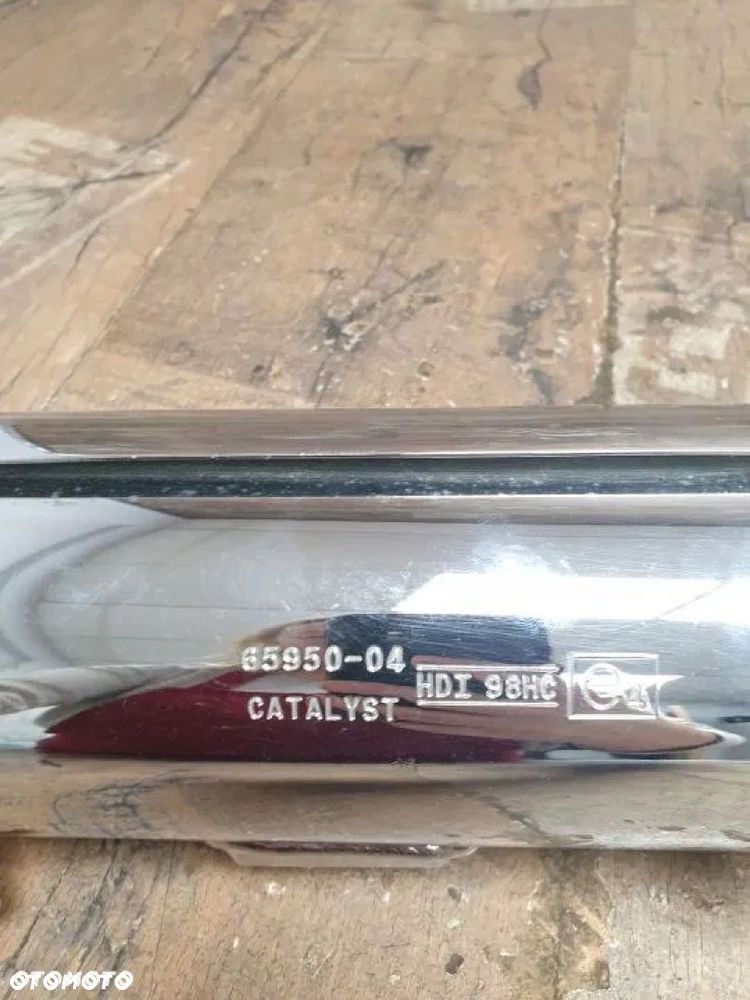 65950-04
CATALYST
HDI 98HC
OTOMOTO